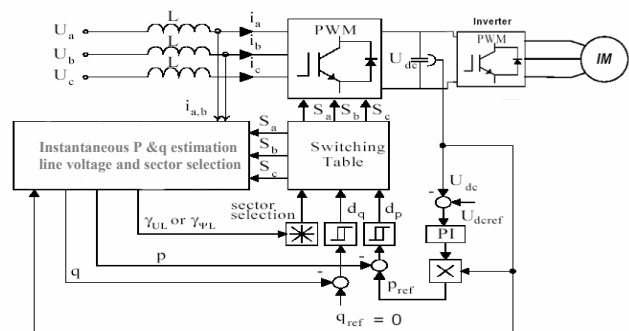 L
U_a
i_a
PWM
Inverter
L
U_b
i_b
U_dc
PWM
IM
L
U_c
i_c
i_a,b
S_a S_b S_c
Instantaneous P &q estimation
line voltage and sector selection
S_a
S_b
S_c
Switching
Table
U_dc
-
U_dcref
γ_UL or γ_ΨL
sector
selection
d_q
d_p
PI
p
-
q
-
p_ref
q_ref = 0